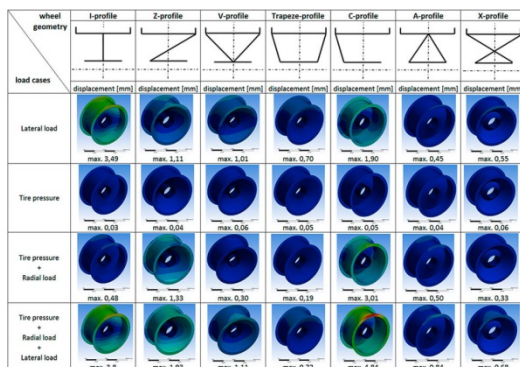 wheel geometry I-profile Z-profile V-profile Trapeze-profile C-profile A-profile X-profile
load cases
displacement [mm] displacement [mm] displacement [mm] displacement [mm] displacement [mm] displacement [mm] displacement [mm]
Lateral load
max. 3,49 max. 1,11 max. 1,01 max. 0,70 max. 1,90 max. 0,45 max. 0,55
Tire pressure
max. 0,03 max. 0,04 max. 0,06 max. 0,05 max. 0,05 max. 0,04 max. 0,06
Tire pressure
+
Radial load
max. 0,48 max. 1,33 max. 0,30 max. 0,19 max. 3,01 max. 0,50 max. 0,33
Tire pressure
+
Radial load
+
Lateral load